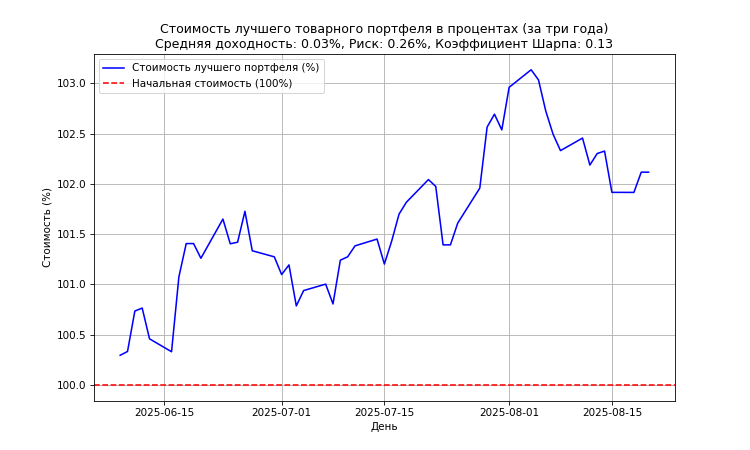 Стоимость лучшего товарного портфеля в процентах (за три года)
Средняя доходность: 0.03%, Риск: 0.26%, Коэффициент Шарпа: 0.13
Стоимость лучшего портфеля (%)
Начальная стоимость (100%)
Стоимость (%)
103.0
102.5
102.0
101.5
101.0
100.5
100.0
2025-06-15
2025-07-01
2025-07-15
2025-08-01
2025-08-15
День